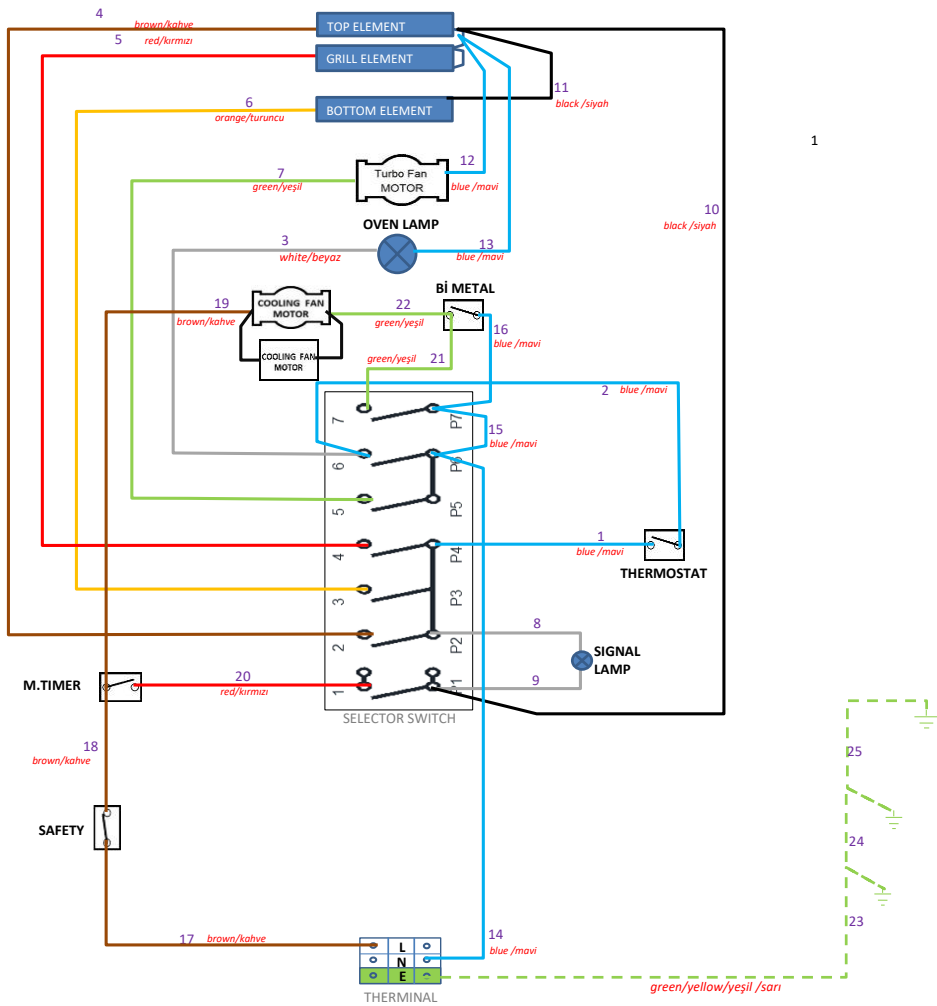 4
brown/kahve
TOP ELEMENT
5
red/kırmızı
GRILL ELEMENT
6
orange/turuncu
BOTTOM ELEMENT
11
black /siyah
1
7
green/yeşil
Turbo Fan
MOTOR
12
blue /mavi
10
black /siyah
OVEN LAMP
3
white/beyaz
13
blue /mavi
Bİ METAL
19
brown/kahve
COOLING FAN
MOTOR
22
green/yeşil
16
blue /mavi
COOLING FAN
MOTOR
green/yeşil
21
2
blue /mavi
7
P7
15
blue /mavi
6
P6
5
P5
4
P4
1
blue /mavi
THERMOSTAT
3
P3
8
2
P2
SIGNAL
LAMP
9
M.TIMER
20
red/kırmızı
1
P1
SELECTOR SWITCH
18
brown/kahve
25
SAFETY
24
23
17
brown/kahve
L
N
E
14
blue /mavi
green/yellow/yeşil /sarı
THERMINAL